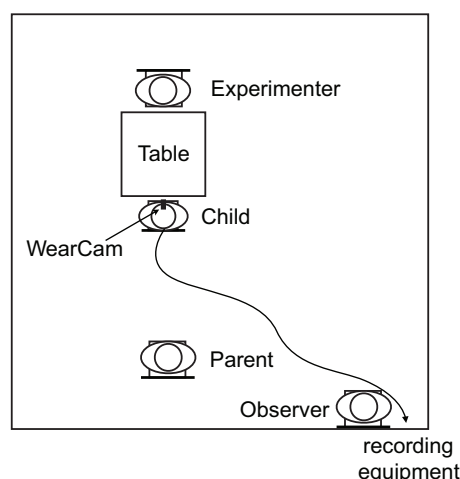 Experimenter
Table
Child
WearCam
Parent
Observer
recording
equipment